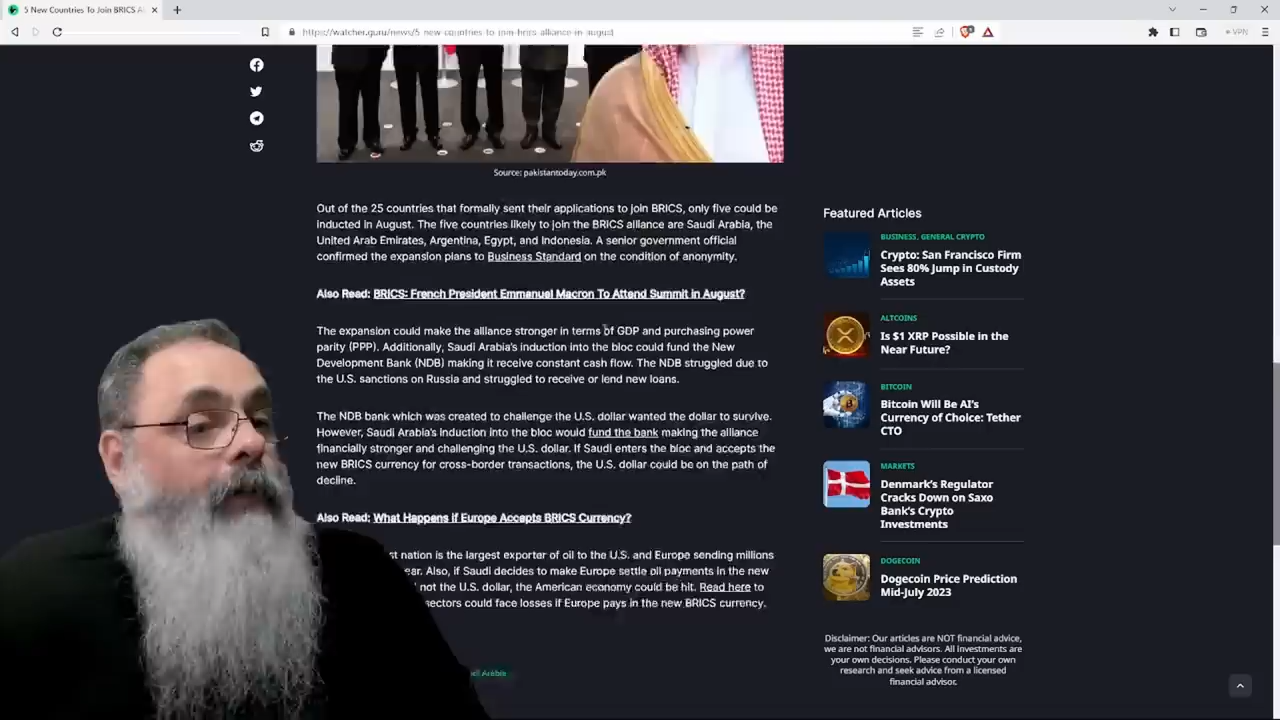 5 New Countries To Join BRICS Al
https://watcher.guru/news/5-new-countries-to-join-brics-alliance-in-august
VPN
Source: pakistantoday.com.pk
Out of the 25 countries that formally sent their applications to join BRICS, only five could be
inducted in August. The five countries likely to join the BRICS alliance are Saudi Arabia, the
United Arab Emirates, Argentina, Egypt, and Indonesia. A senior government official
confirmed the expansion plans to Business Standard on the condition of anonymity.
Also Read: BRICS: French President Emmanuel Macron To Attend Summit in August?
The expansion could make the alliance stronger in terms of GDP and purchasing power
parity (PPP). Additionally, Saudi Arabia's induction into the bloc could fund the New
Development Bank (NDB) making it receive constant cash flow. The NDB struggled due to
the U.S. sanctions on Russia and struggled to receive or lend new loans.
The NDB bank which was created to challenge the U.S. dollar wanted the dollar to survive.
However, Saudi Arabia's induction into the bloc would fund the bank making the alliance
financially stronger and challenging the U.S. dollar. If Saudi enters the bloc and accepts the
new BRICS currency for cross-border transactions, the U.S. dollar could be on the path of
decline.
Also Read: What Happens if Europe Accepts BRICS Currency?
st nation is the largest exporter of oil to the U.S. and Europe sending millions
ear. Also, if Saudi decides to make Europe settle oil payments in the new
not the U.S. dollar, the American economy could be hit. Read here to
sectors could face losses if Europe pays in the new BRICS currency.
Featured Articles
BUSINESS, GENERAL CRYPTO
Crypto: San Francisco Firm
Sees 80% Jump in Custody
Assets
ALTCOINS
Is $1 XRP Possible in the
Near Future?
BITCOIN
Bitcoin Will Be AI's
Currency of Choice: Tether
CTO
MARKETS
Denmark's Regulator
Cracks Down on Saxo
Bank's Crypto
Investments
DOGECOIN
Dogecoin Price Prediction
Mid-July 2023
Disclaimer: Our articles are NOT financial advice,
we are not financial advisors. All investments are
your own decisions. Please conduct your own
research and seek advice from a licensed
financial advisor.